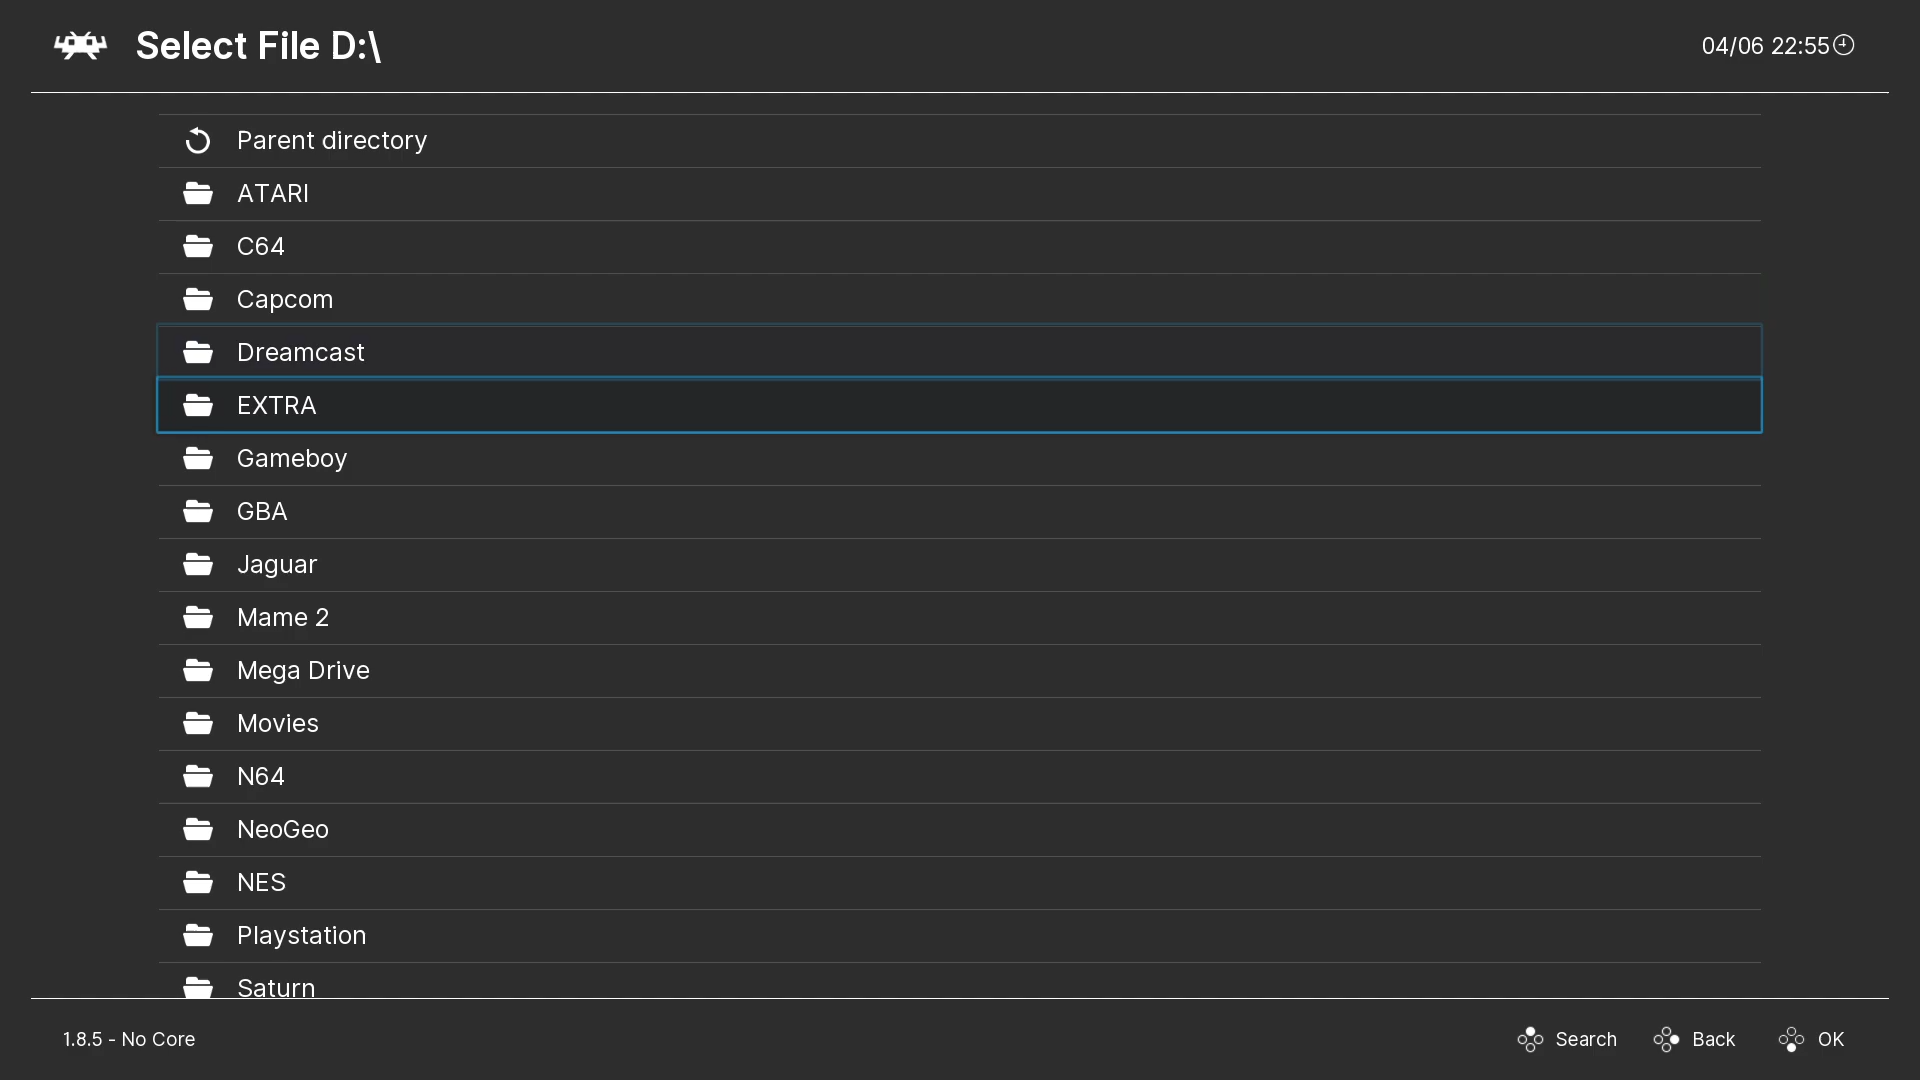 Select File D:\
04/06 22:55
Parent directory
ATARI
C64
Capcom
Dreamcast
EXTRA
Gameboy
GBA
Jaguar
Mame 2
Mega Drive
Movies
N64
NeoGeo
NES
Playstation
Saturn
1.8.5 - No Core
Search
Back
OK